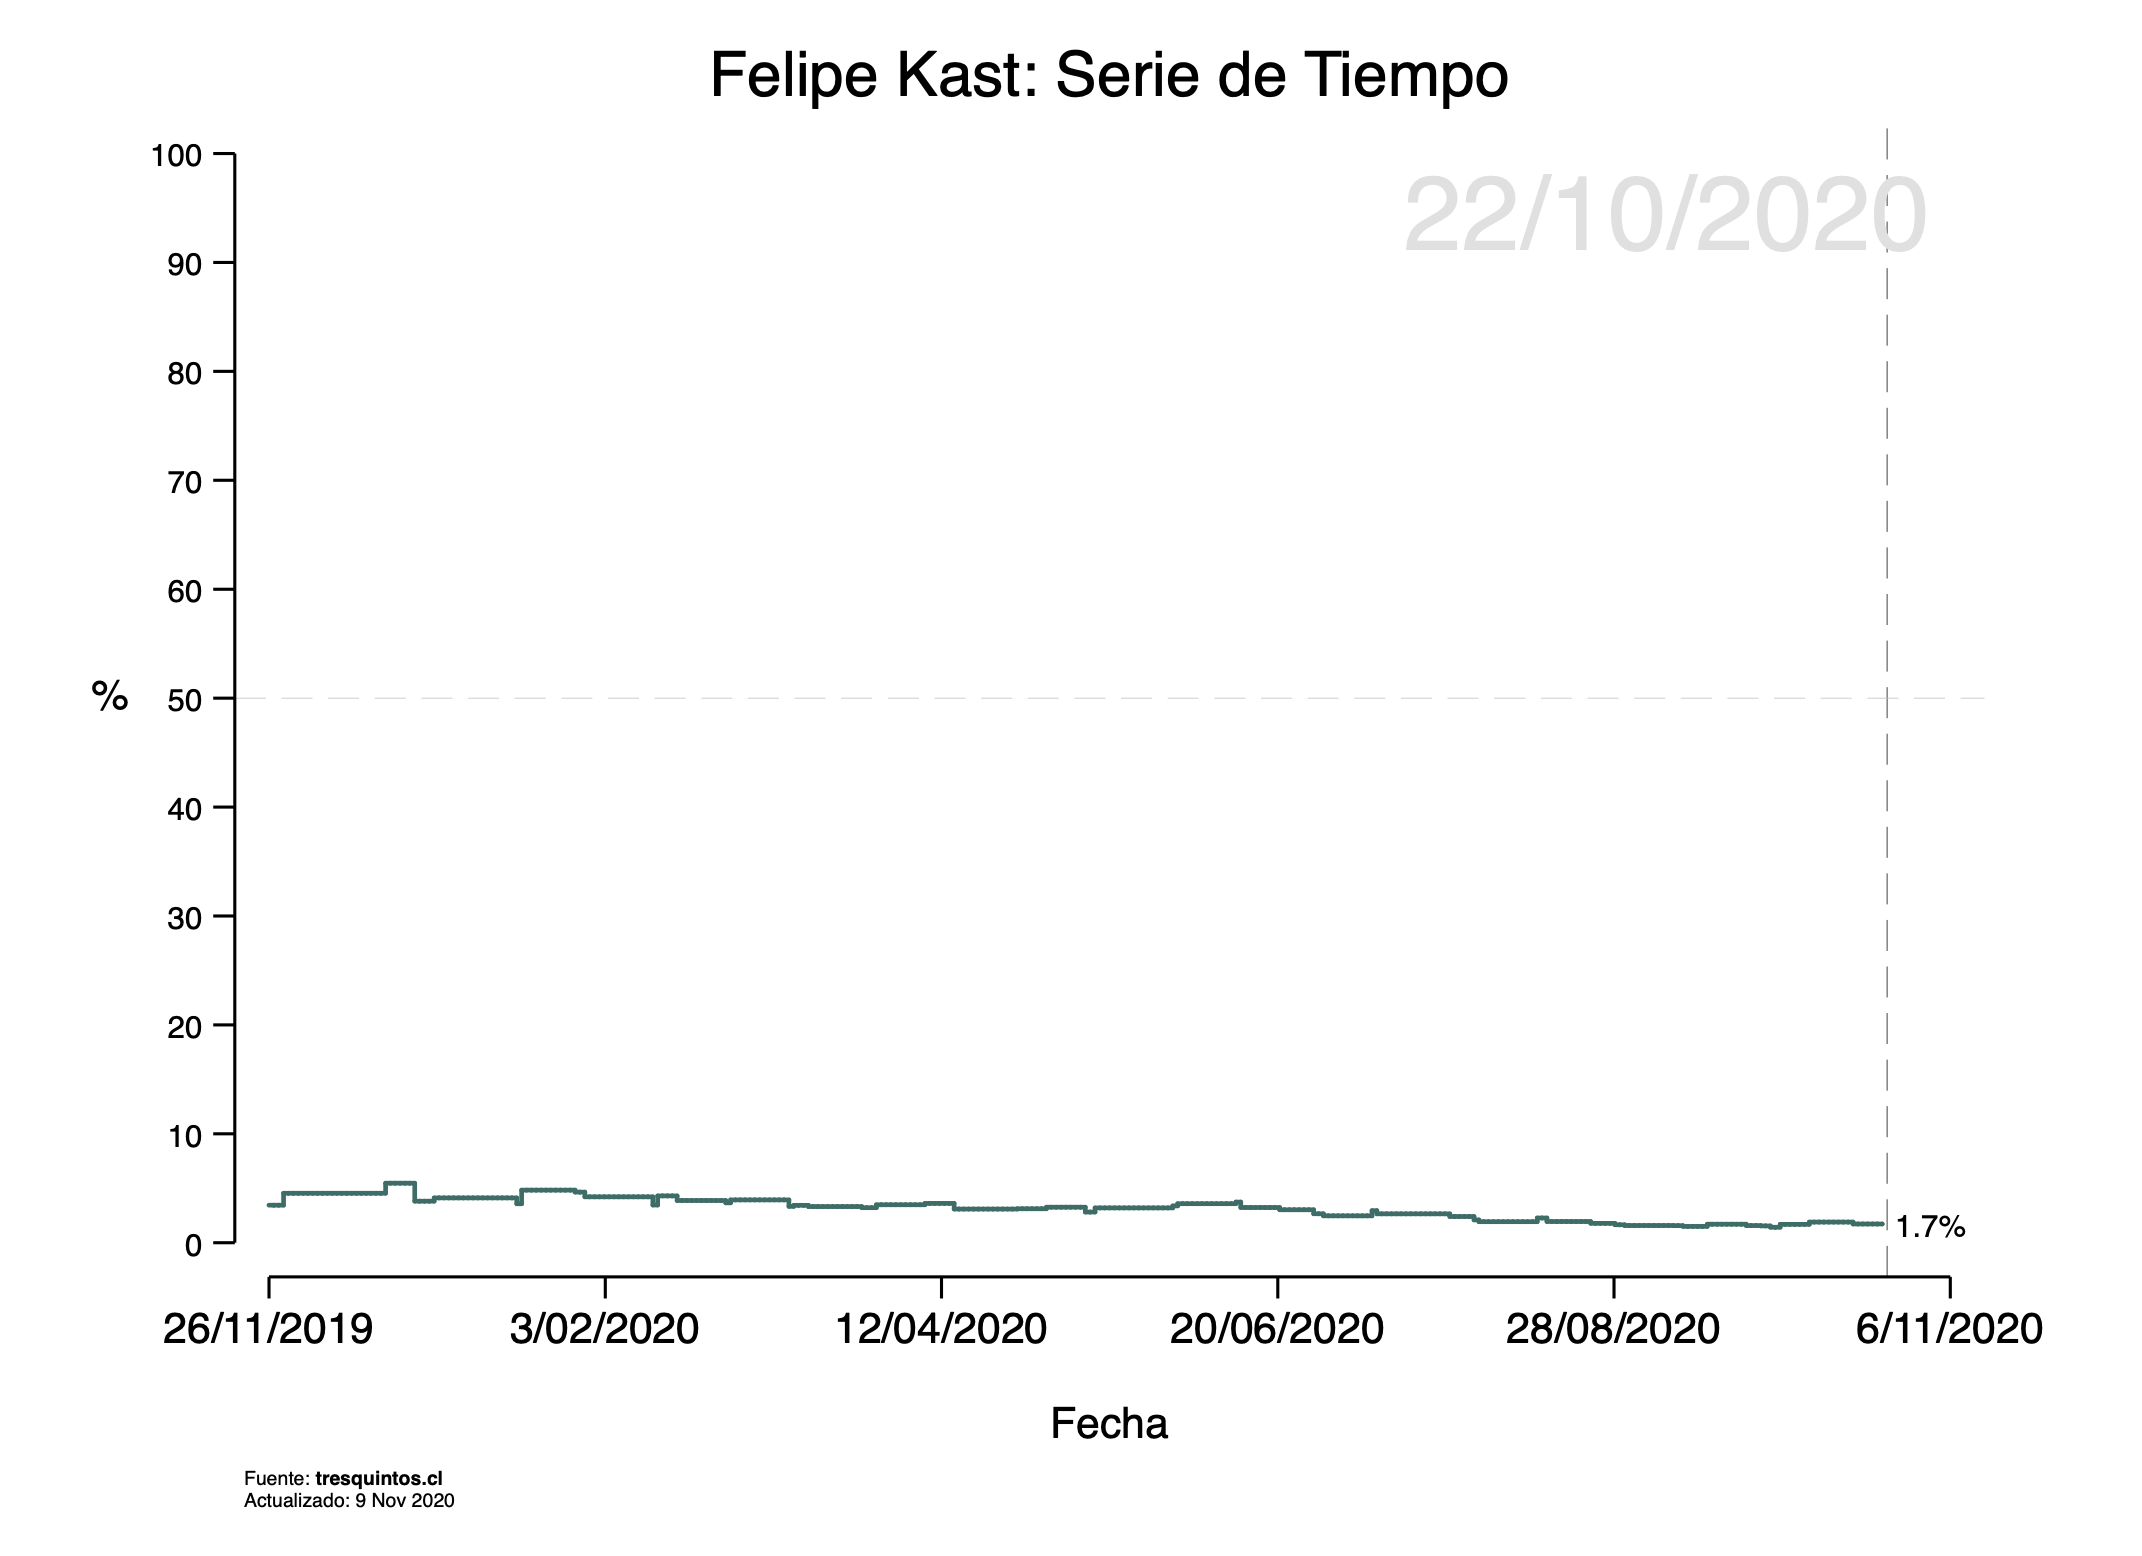 Felipe Kast: Serie de Tiempo
22/10/2020
100
90
80
70
60
50
40
30
20
10
0
%
1.7%
26/11/2019 3/02/2020 12/04/2020 20/06/2020 28/08/2020 6/11/2020
Fecha
Fuente: tresquintos.cl
Actualizado: 9 Nov 2020